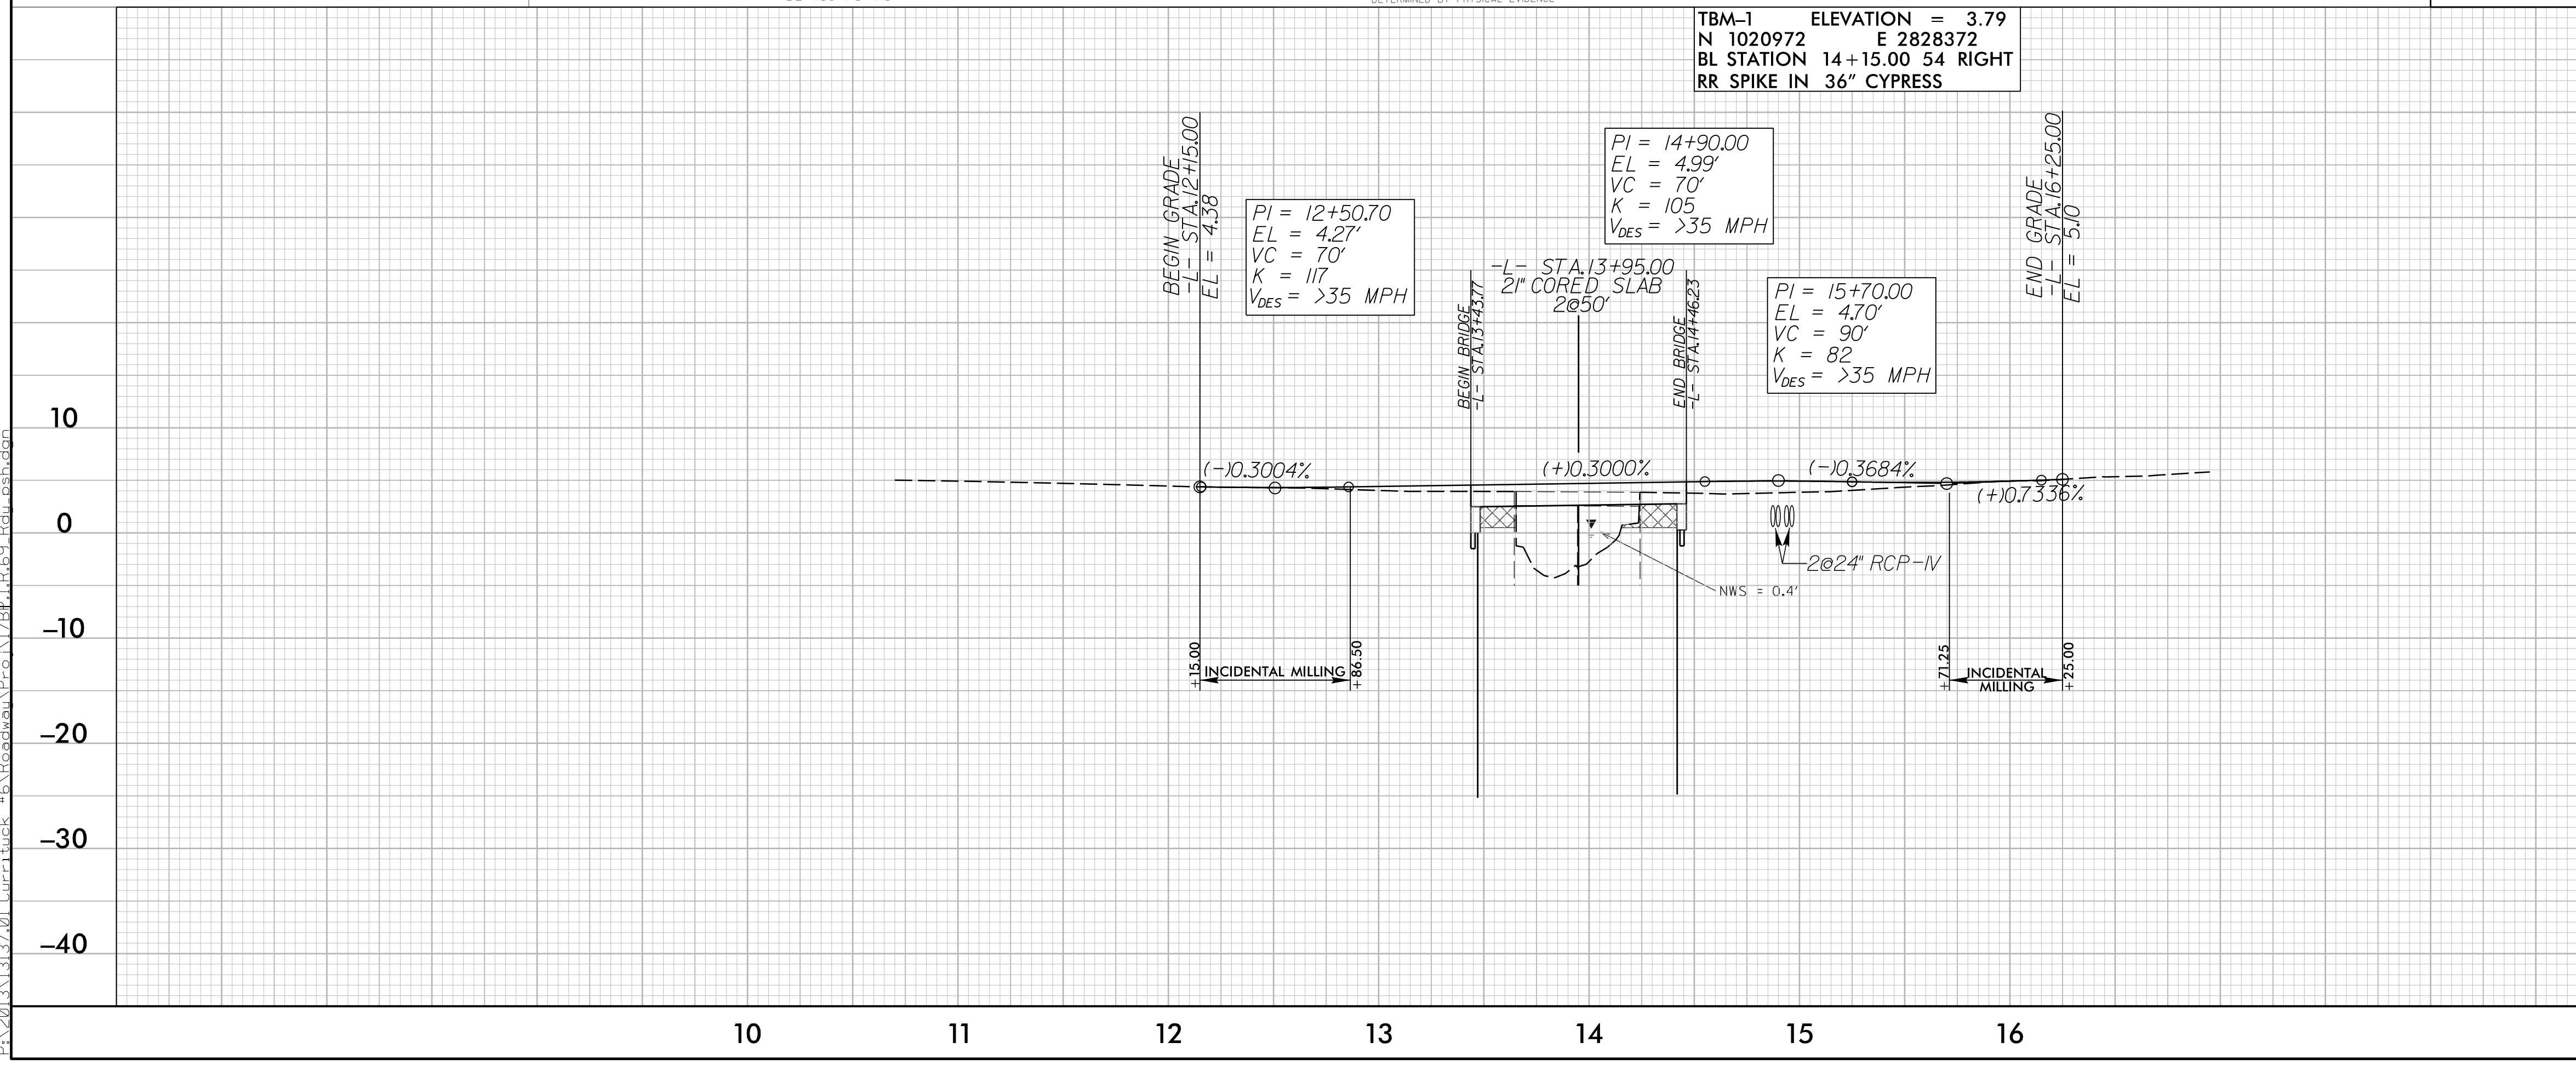 TBM–1 ELEVATION = 3.79
N 1020972 E 2828372
BL STATION 14+15.00 54 RIGHT
RR SPIKE IN 36" CYPRESS
BEGIN GRADE
-L- STA.12+15.00
EL = 4.38
PI = 12+50.70
EL = 4.27'
VC = 70'
K = 117
VDES = >35 MPH
PI = 14+90.00
EL = 4.99'
VC = 70'
K = 105
VDES = >35 MPH
-L- STA.13+95.00
21" CORED SLAB
2@50'
BEGIN BRIDGE
-L- STA.13+43.77
END BRIDGE
-L- STA.14+46.23
PI = 15+70.00
EL = 4.70'
VC = 90'
K = 82
VDES = >35 MPH
END GRADE
-L- STA.16+25.00
EL = 5.10
(-)0.3004%
(+)0.3000%
(-)0.3684%
(+)0.7336%
2@24" RCP-IV
NWS = 0.4'
+15.00
INCIDENTAL MILLING
+86.50
+71.25
INCIDENTAL
MILLING
+25.00
10
0
–10
–20
–30
–40
10 11 12 13 14 15 16